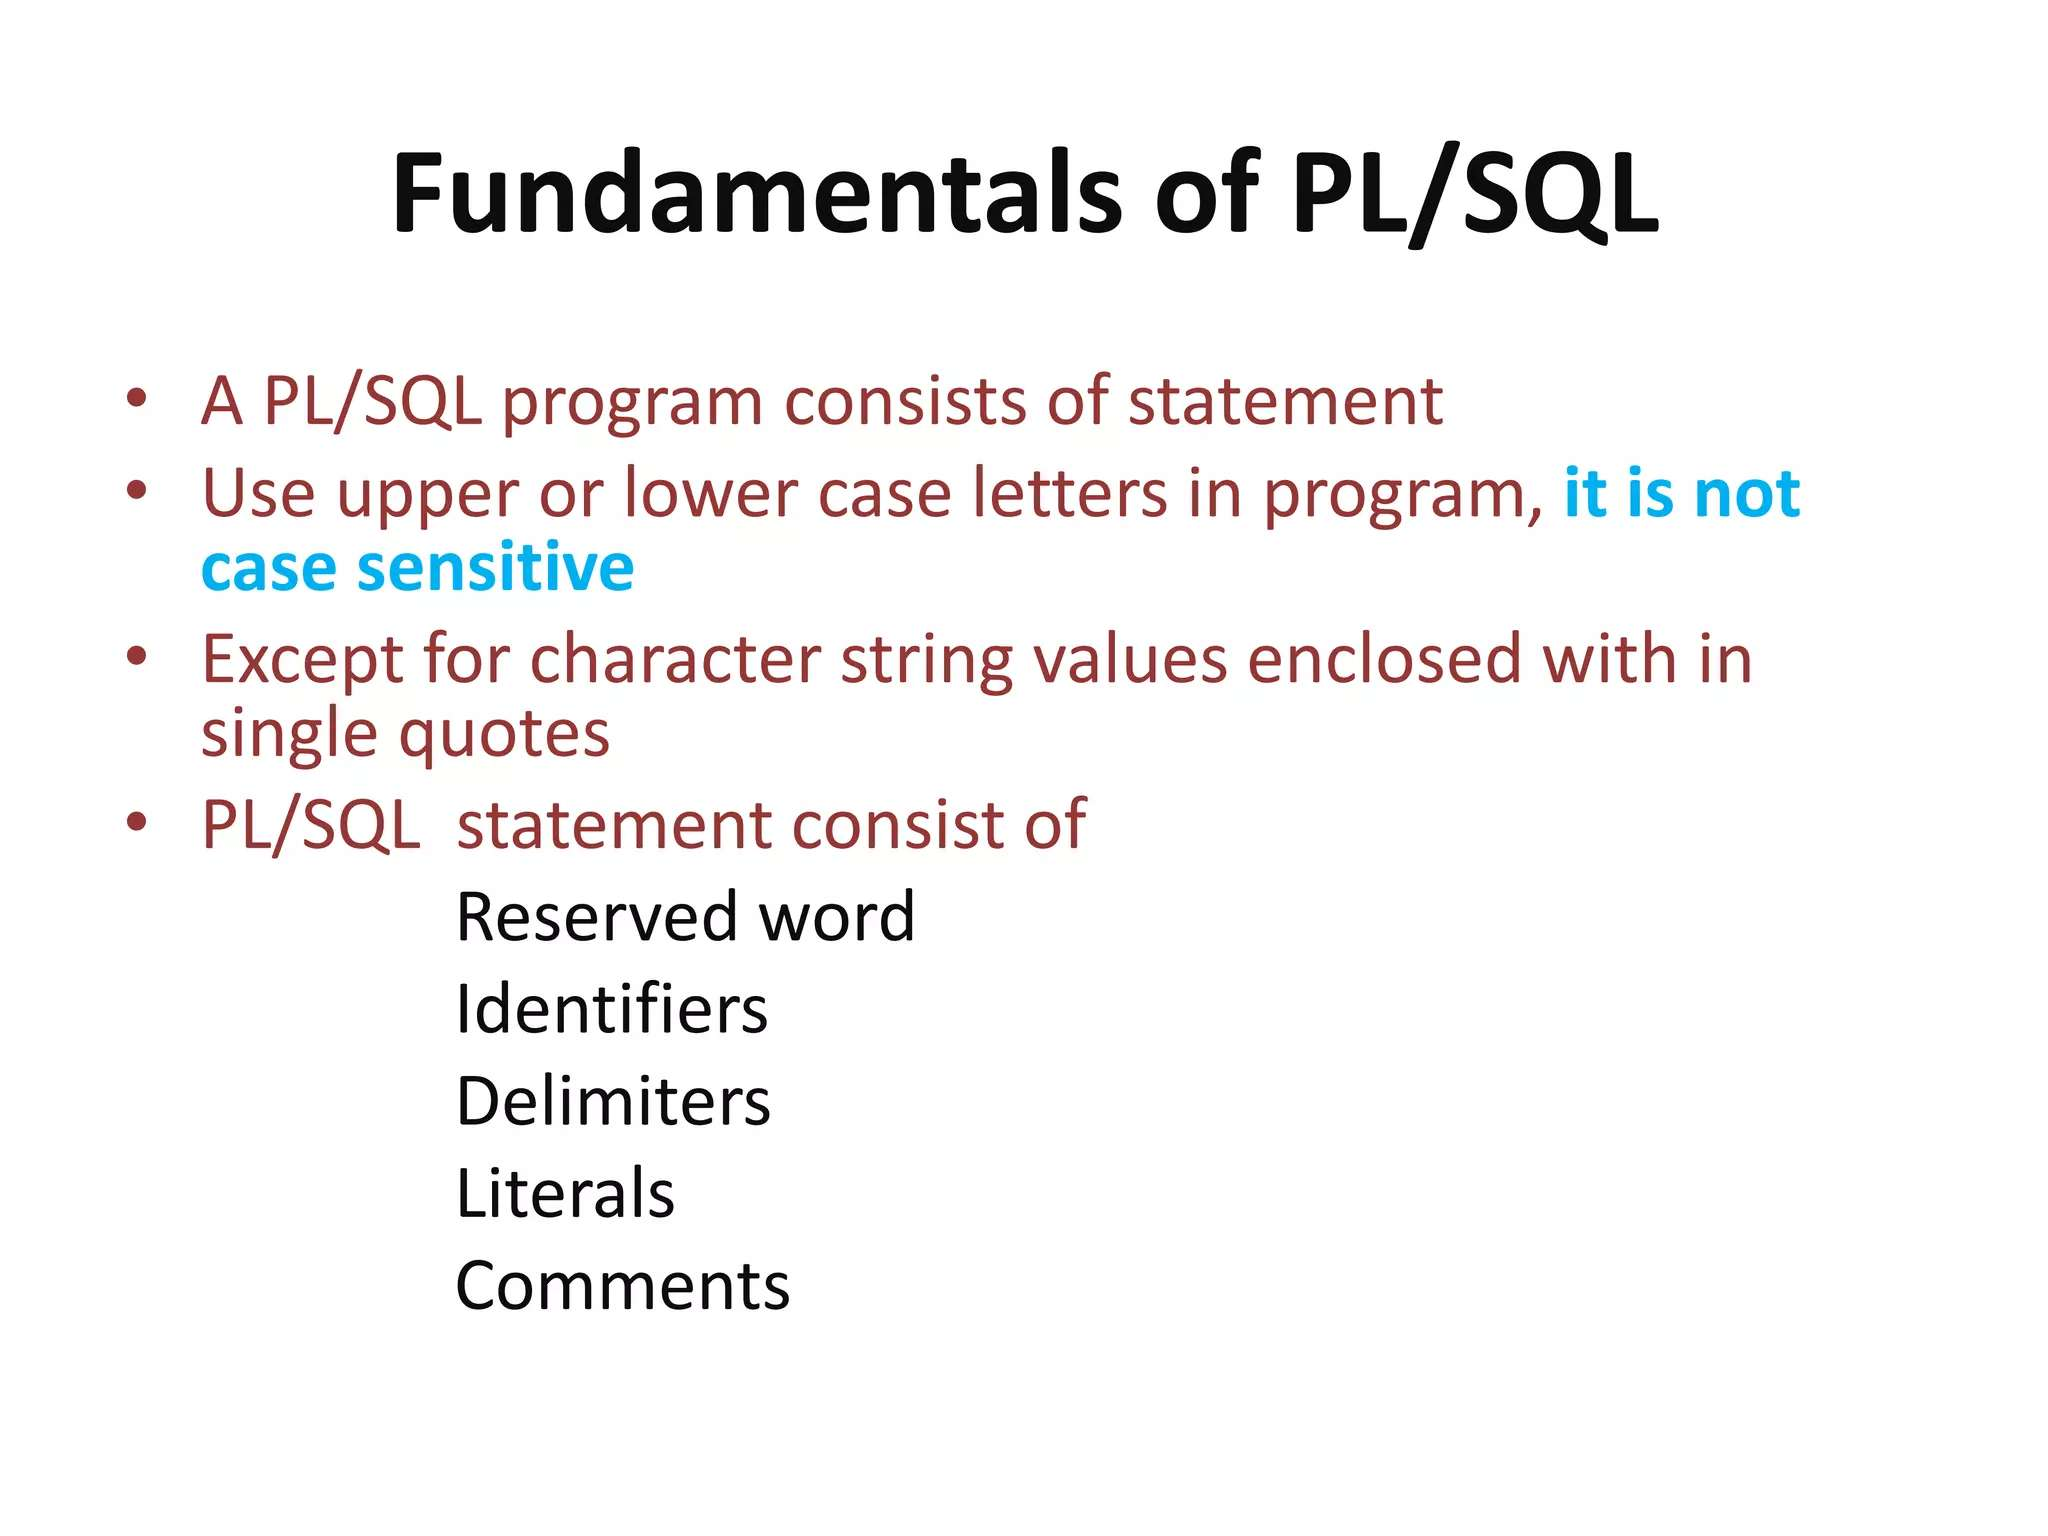 Fundamentals of PL/SQL
• A PL/SQL program consists of statement
• Use upper or lower case letters in program, it is not
case sensitive
• Except for character string values enclosed with in
single quotes
• PL/SQL  statement consist of
Reserved word
Identifiers
Delimiters
Literals
Comments